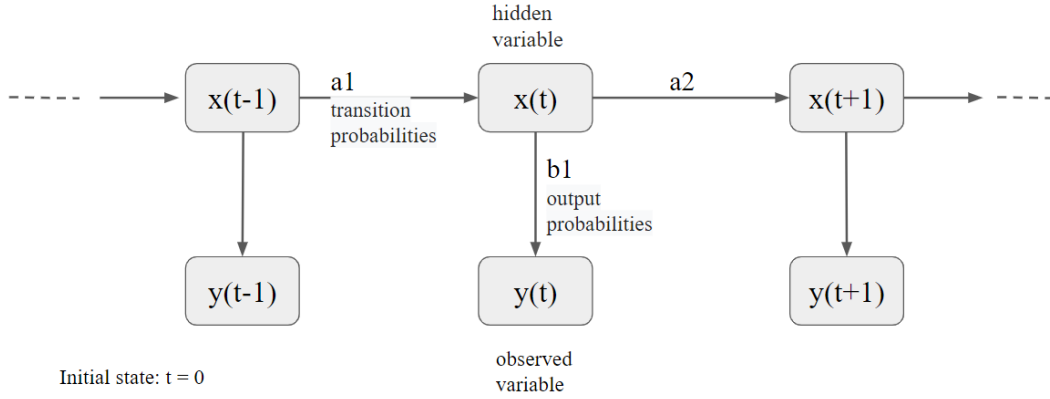 hidden
variable
x(t-1)
a1
transition
probabilities
x(t)
a2
x(t+1)
b1
output
probabilities
y(t-1)
y(t)
y(t+1)
observed
variable
Initial state: t = 0